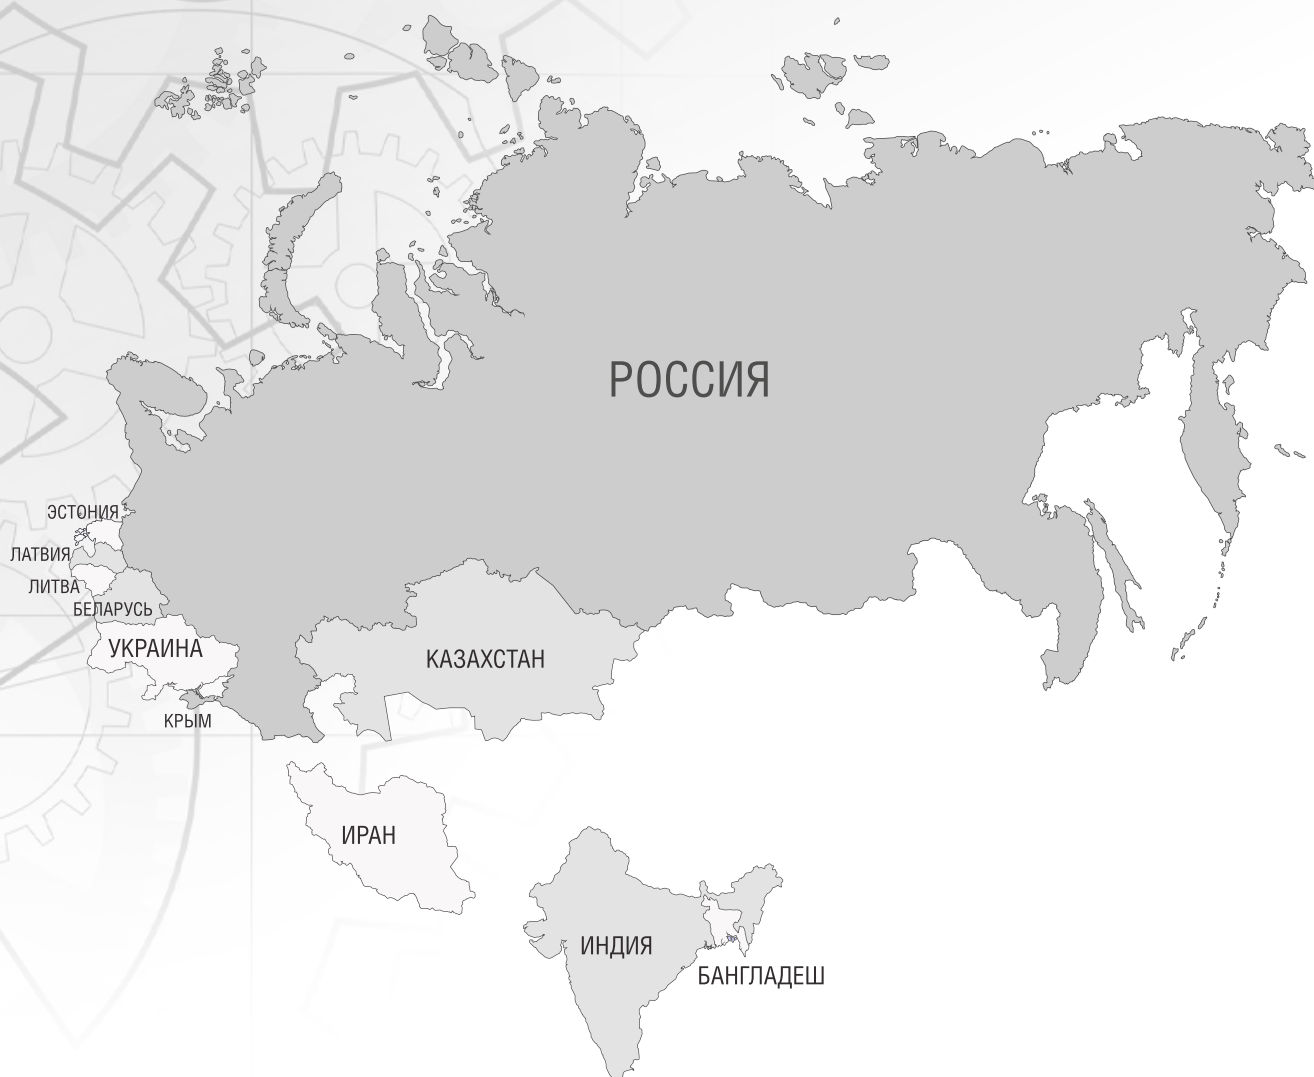 РОССИЯ
ЭСТОНИЯ
ЛАТВИЯ
ЛИТВА
БЕЛАРУСЬ
УКРАИНА
КАЗАХСТАН
КРЫМ
ИРАН
ИНДИЯ
БАНГЛАДЕШ